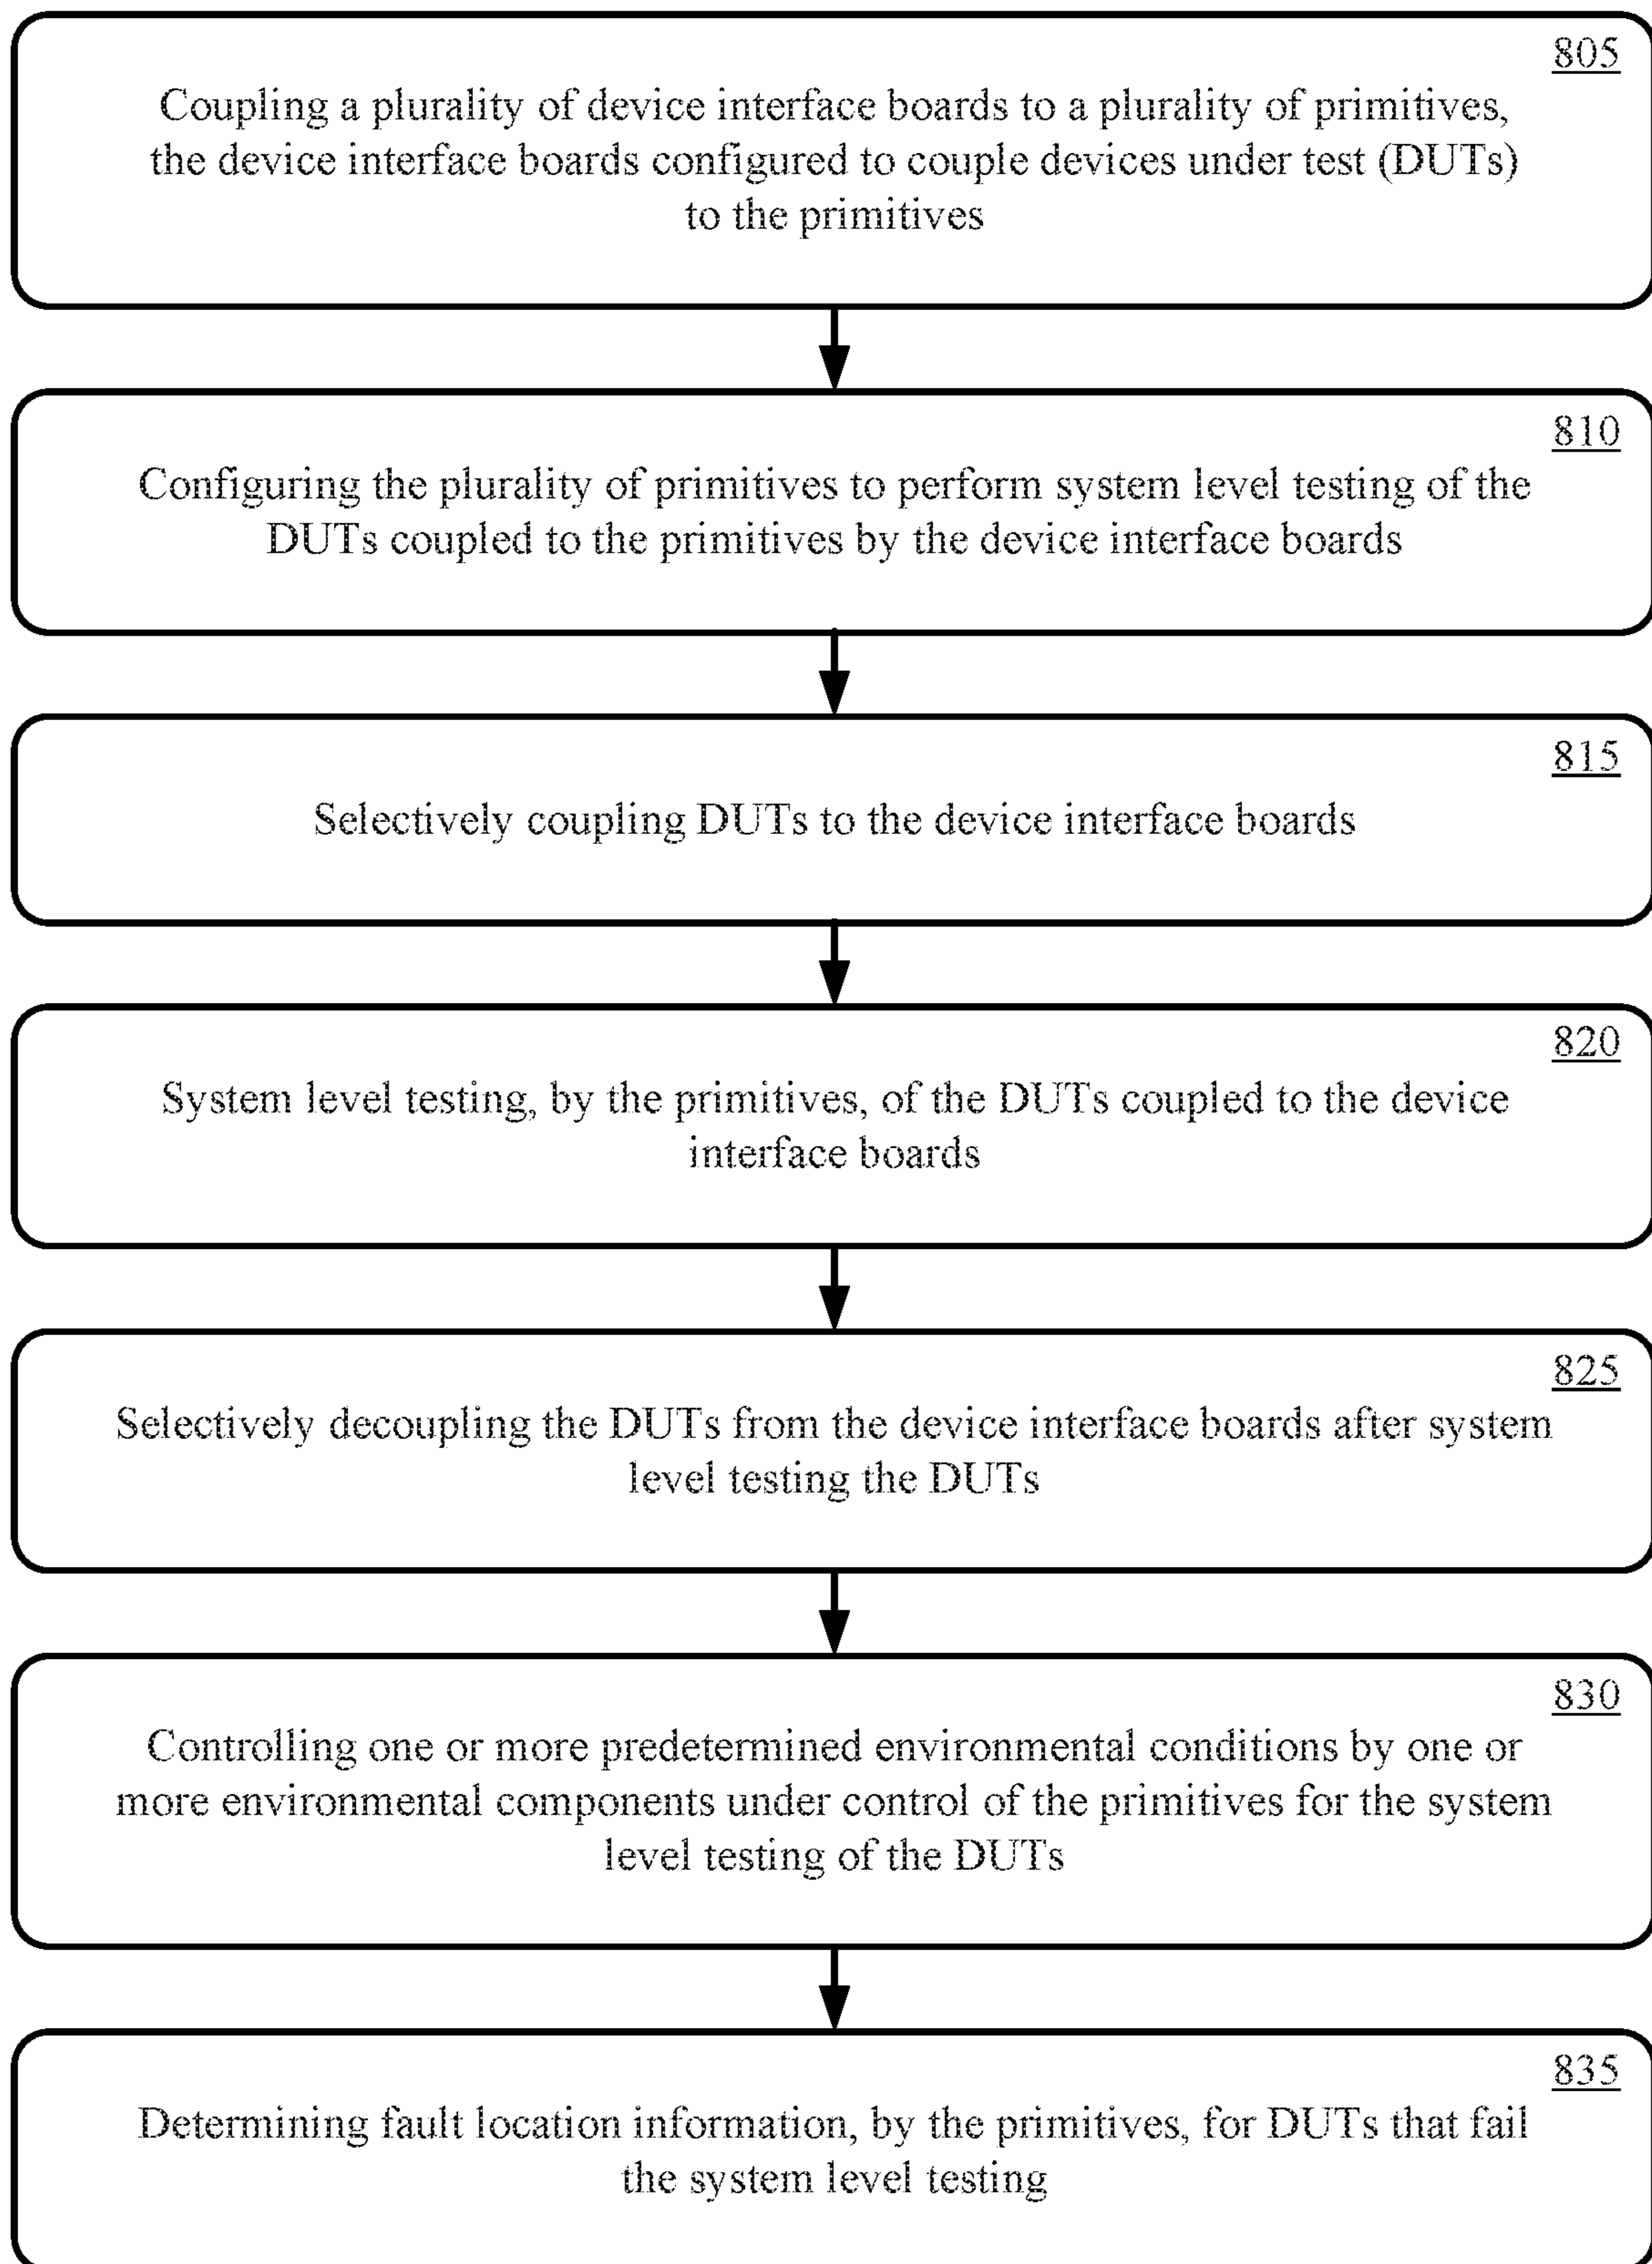 805
Coupling a plurality of device interface boards to a plurality of primitives,
the device interface boards configured to couple devices under test (DUTs)
to the primitives
810
Configuring the plurality of primitives to perform system level testing of the
DUTs coupled to the primitives by the device interface boards
815
Selectively coupling DUTs to the device interface boards
820
System level testing, by the primitives, of the DUTs coupled to the device
interface boards
825
Selectively decoupling the DUTs from the device interface boards after system
level testing the DUTs
830
Controlling one or more predetermined environmental conditions by one or
more environmental components under control of the primitives for the system
level testing of the DUTs
835
Determining fault location information, by the primitives, for DUTs that fail
the system level testing